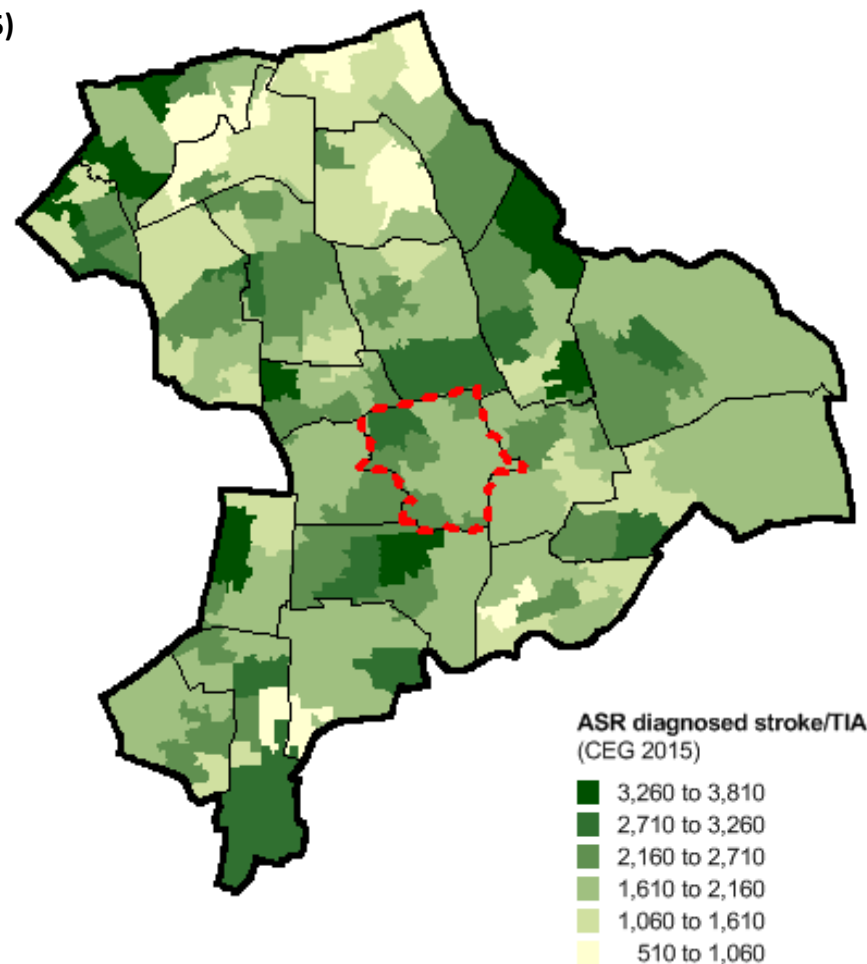 5)
ASR diagnosed stroke/TIA
(CEG 2015)
3,260 to 3,810
2,710 to 3,260
2,160 to 2,710
1,610 to 2,160
1,060 to 1,610
510 to 1,060